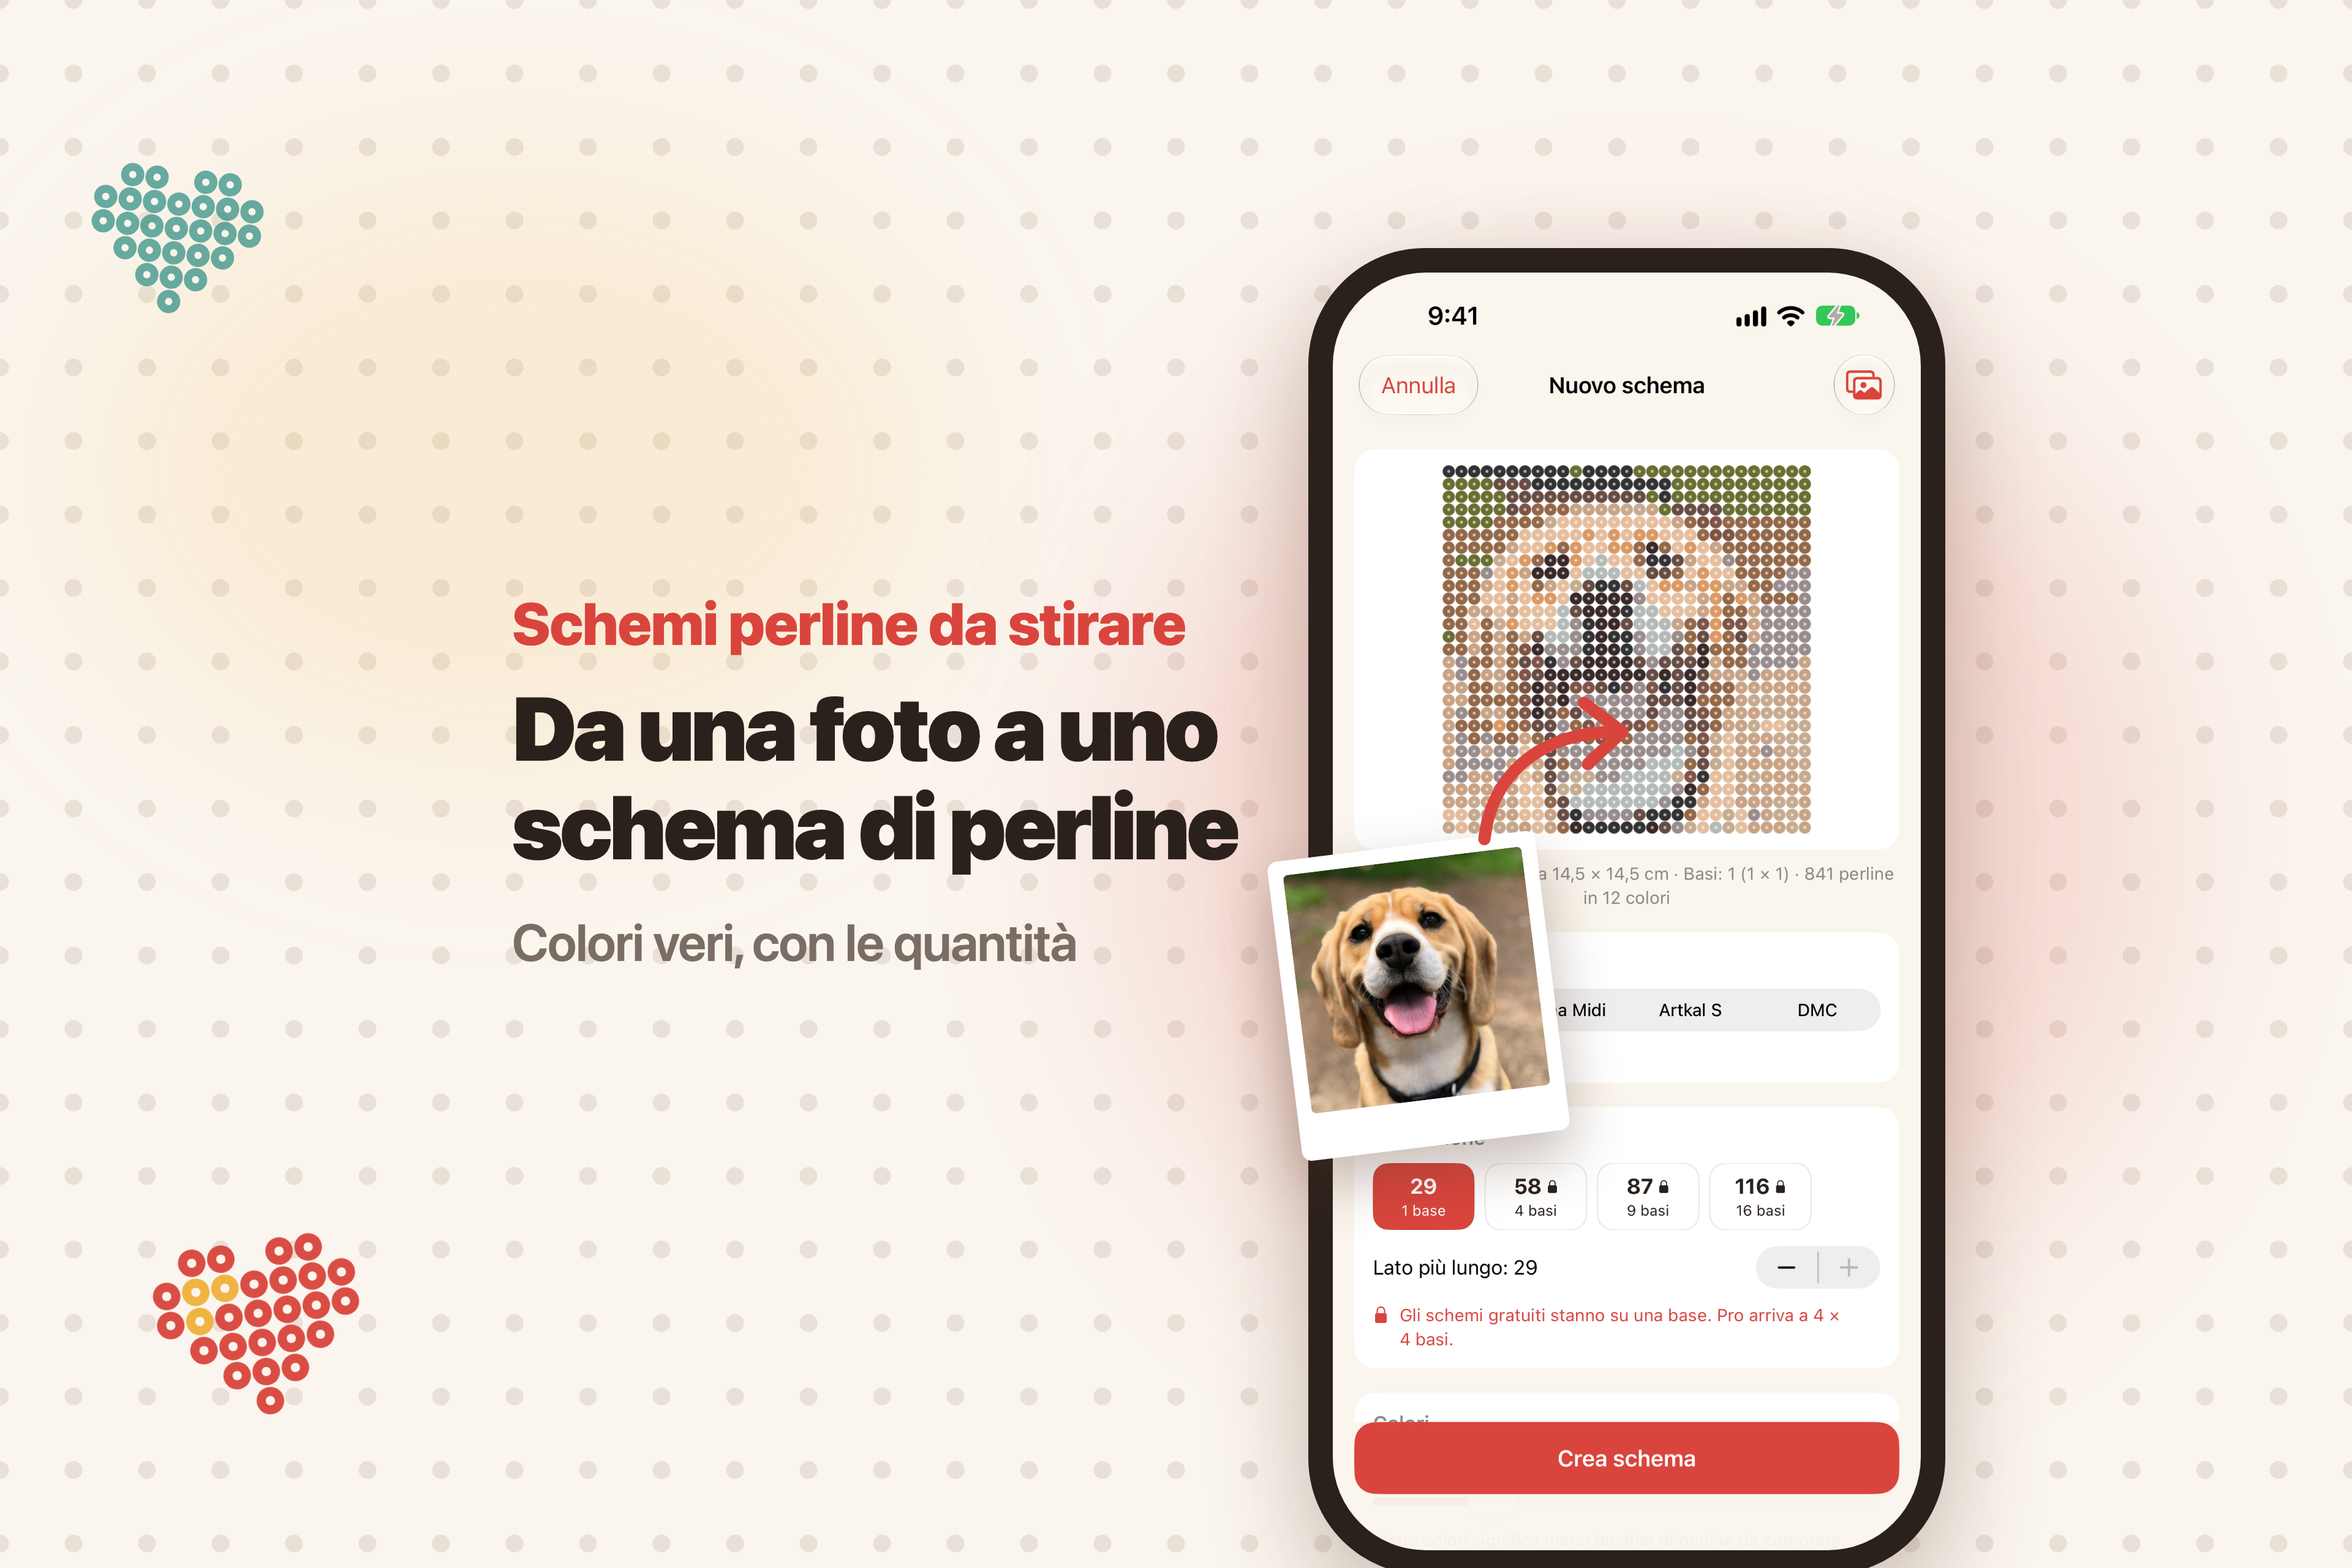 Schemi perline da stirare
Da una foto a uno
schema di perline
Colori veri, con le quantità
9:41
Annulla
Nuovo schema
a 14,5 × 14,5 cm · Basi: 1 (1 × 1) · 841 perline
in 12 colori
Midi
Artkal S
DMC
29
1 base
58
4 basi
87
9 basi
116
16 basi
Lato più lungo: 29
Gli schemi gratuiti stanno su una base. Pro arriva a 4 ×
4 basi.
Colori
Crea schema